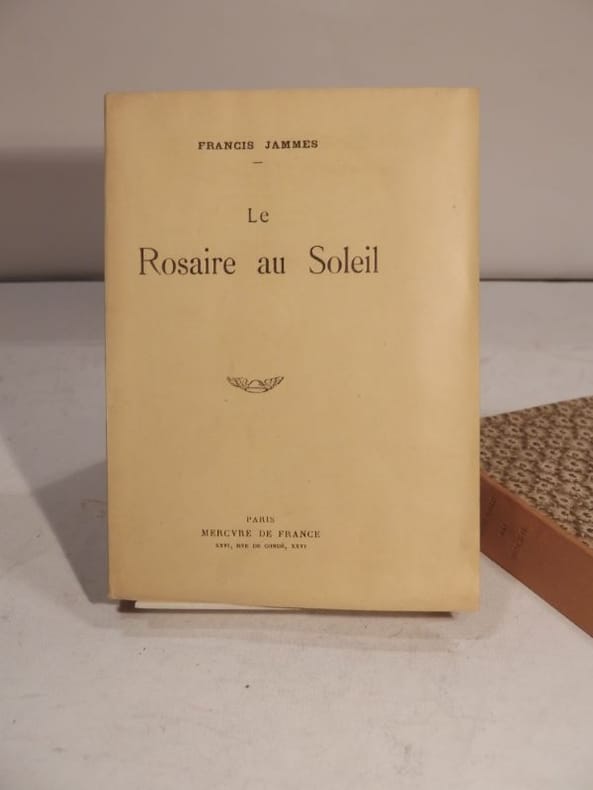 FRANCIS JAMMES
Le
Rosaire au Soleil
PARIS
MERCVRE DE FRANCE
XXVI, RVE DE CONDÉ, XXVI